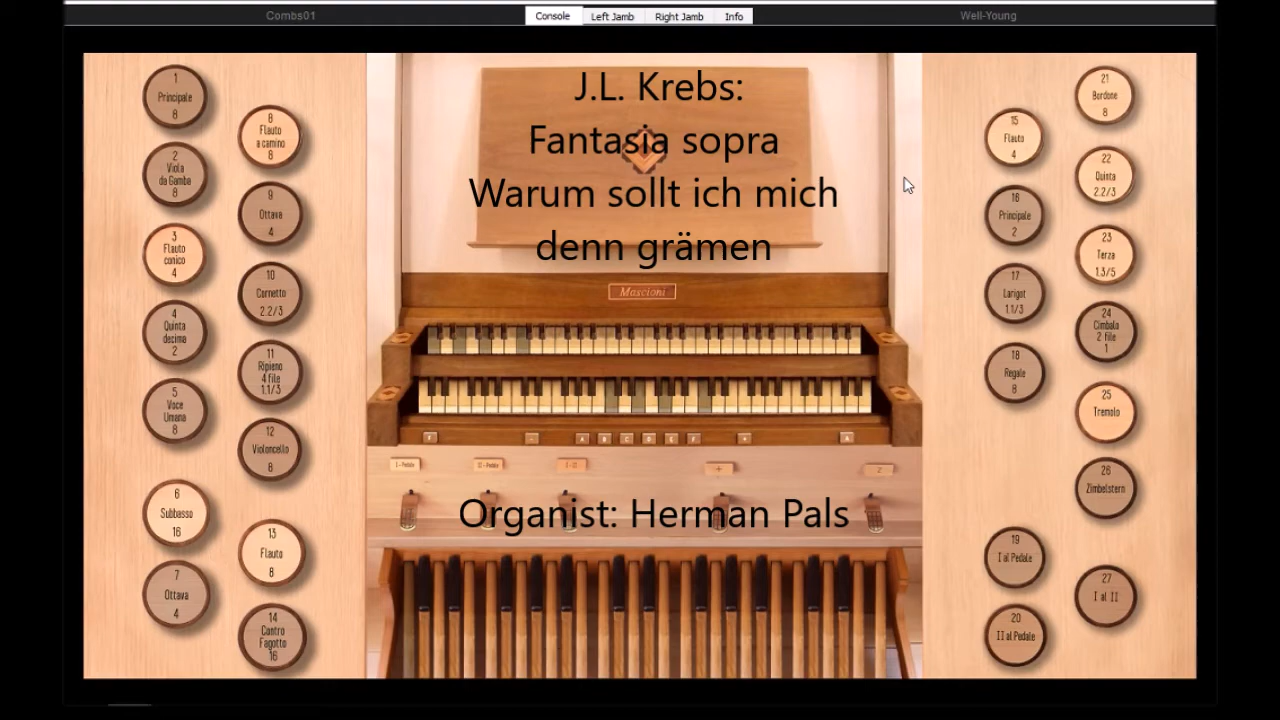 Combs01
Console
Left Jamb
Right Jamb
Info
Well-Young
J.L. Krebs:
Fantasia sopra
Warum sollt ich mich
denn grämen
Mascioni
Organist: Herman Pals
1
Principale
8
2
Viola
da Gamba
8
3
Flauto
conico
4
4
Quinta
decima
2
5
Voce
Umana
8
6
Subbasso
16
7
Ottava
4
8
Flauto
a camino
8
9
Ottava
4
10
Cornetto
2.2/3
11
Ripieno
4 file
1.1/3
12
Violoncello
8
13
Flauto
8
14
Contro
Fagotto
16
F
-
A
B
C
D
E
F
+
A
I - Pedale
II - Pedale
I - II
+
Z
15
Flauto
4
16
Principale
2
17
Larigot
1.1/3
18
Regale
8
19
I al Pedale
20
II al Pedale
21
Bordone
8
22
Quinta
2.2/3
23
Terza
1.3/5
24
Cimbalo
2 file
1
25
Tremolo
26
Zimbelstern
27
I al II